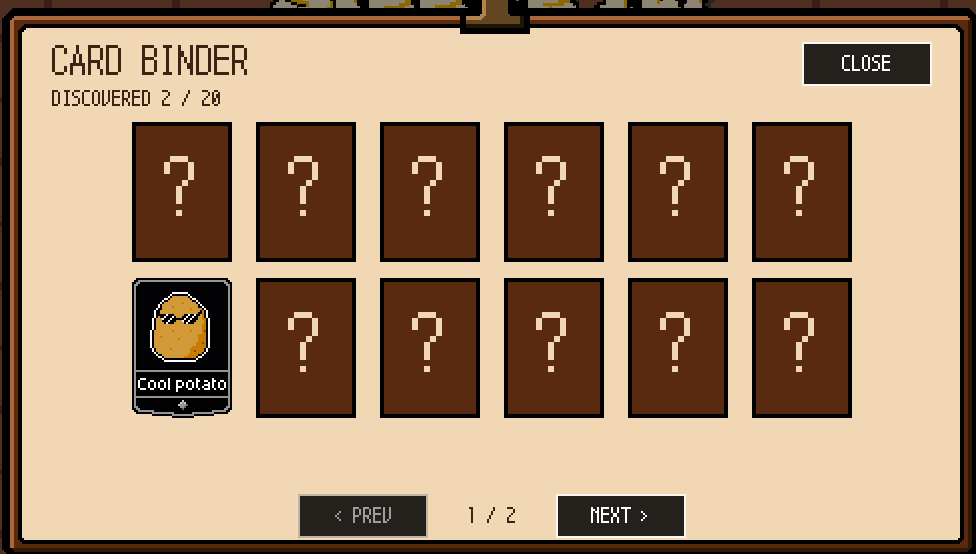 CARD BINDER
CLOSE
DISCOVERED 2 / 20
? ? ? ? ? ?
? ? ? ? ?
Cool potato
< PREV 1 / 2 NEXT >